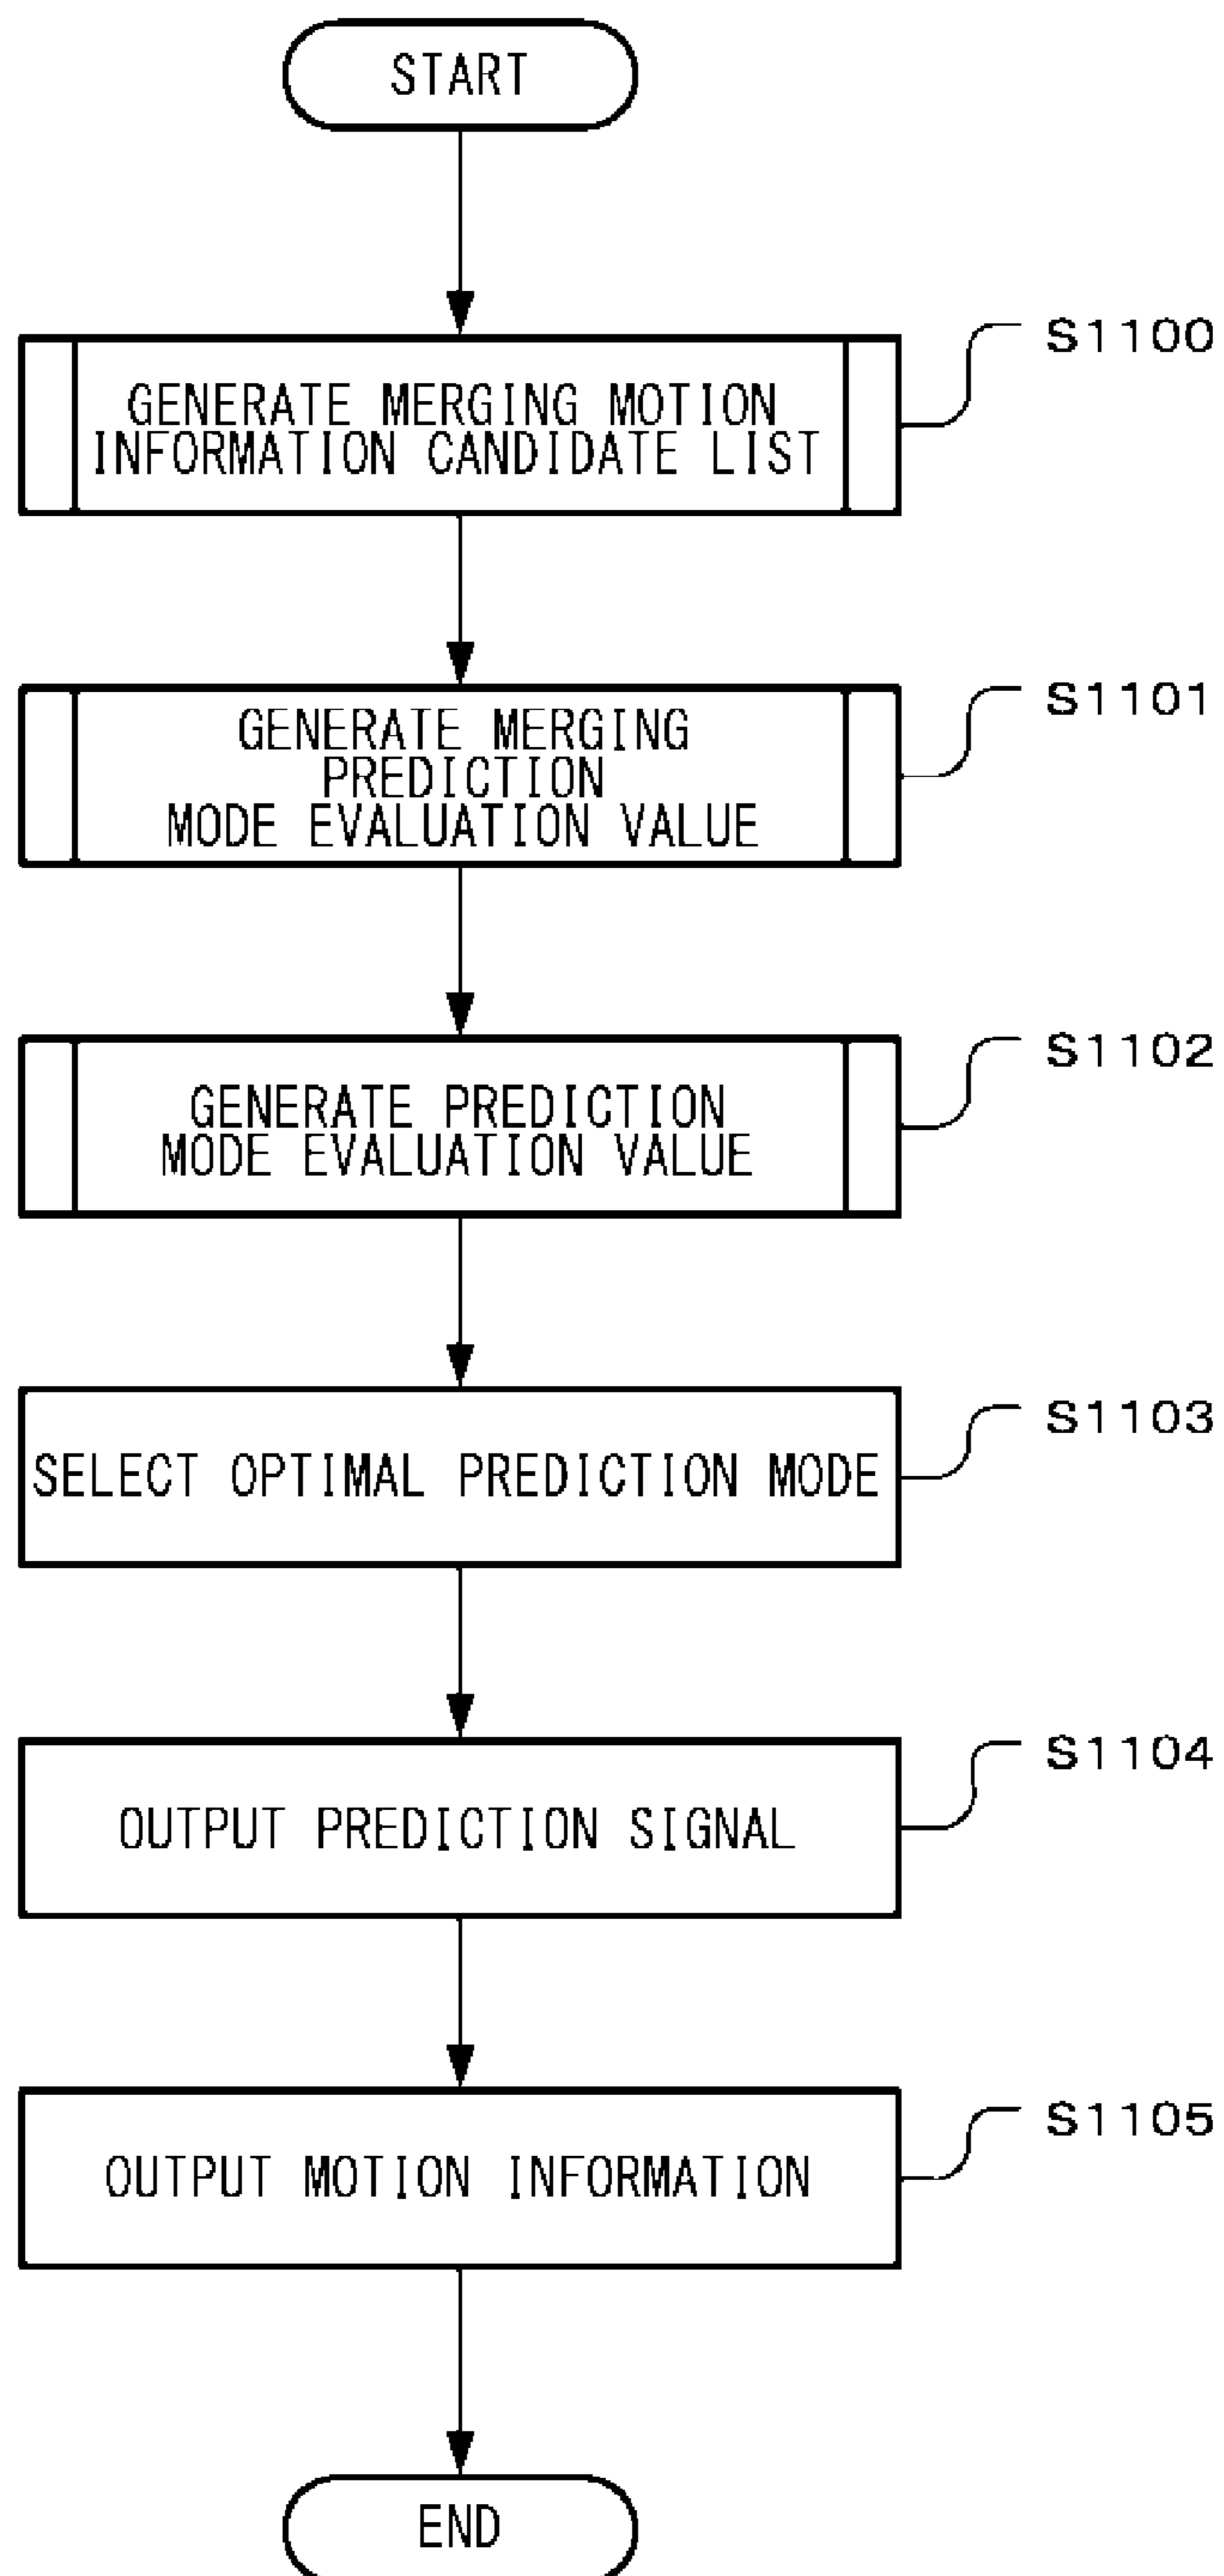 START
S1100
GENERATE MERGING MOTION
INFORMATION CANDIDATE LIST
S1101
GENERATE MERGING
PREDICTION
MODE EVALUATION VALUE
S1102
GENERATE PREDICTION
MODE EVALUATION VALUE
S1103
SELECT OPTIMAL PREDICTION MODE
S1104
OUTPUT PREDICTION SIGNAL
S1105
OUTPUT MOTION INFORMATION
END